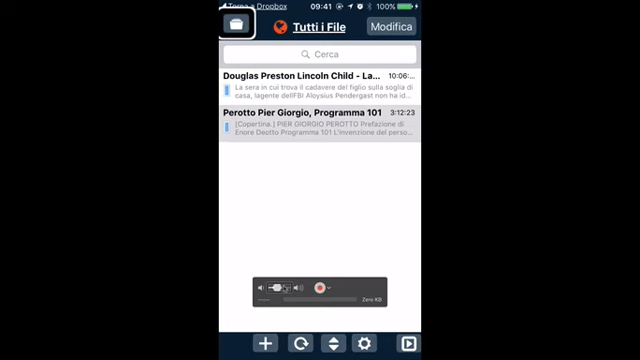 Torna a Dropbox 09:41 100%
Tutti i File Modifica
Cerca
Douglas Preston Lincoln Child - La... 10:06:...
La sera in cui trova il cadavere del figlio sulla soglia di
casa, lagente dellFBI Aloysius Pendergast non ha id...
Perotto Pier Giorgio, Programma 101 3:12:23
[Copertina.] PIER GIORGIO PEROTTO Prefazione di
Enore Deotto Programma 101 L'invenzione del perso...
Zero KB